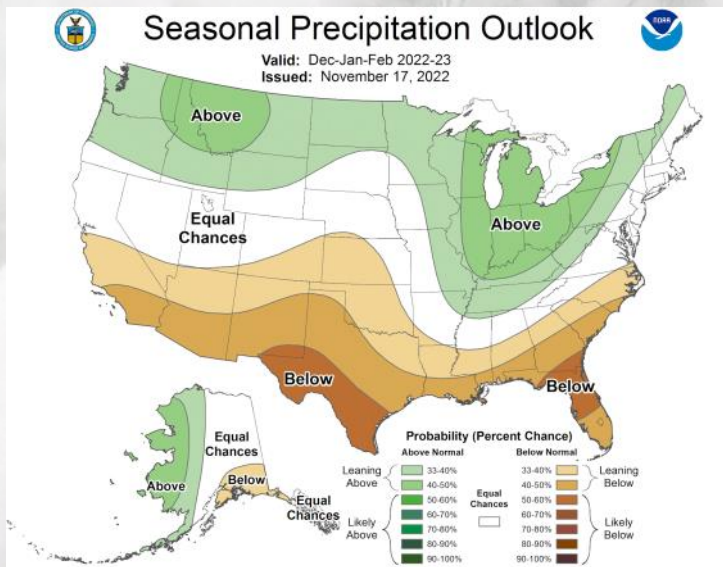 Seasonal Precipitation Outlook
NOAA
Valid: Dec-Jan-Feb 2022-23
Issued: November 17, 2022
Above
Equal
Chances
Above
Below
Below
Equal
Chances
Above
Below
Equal
Chances
Probability (Percent Chance)
Above Normal
Below Normal
Leaning
Above
33-40%
40-50%
Likely
Above
50-60%
60-70%
70-80%
80-90%
90-100%
Equal
Chances
33-40%
40-50%
Leaning
Below
50-60%
60-70%
70-80%
80-90%
90-100%
Likely
Below